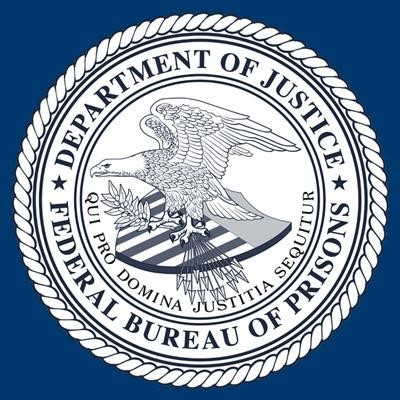 DEPARTMENT OF JUSTICE
QUI PRO DOMINA JUSTITIA SEQUITUR
FEDERAL BUREAU OF PRISONS